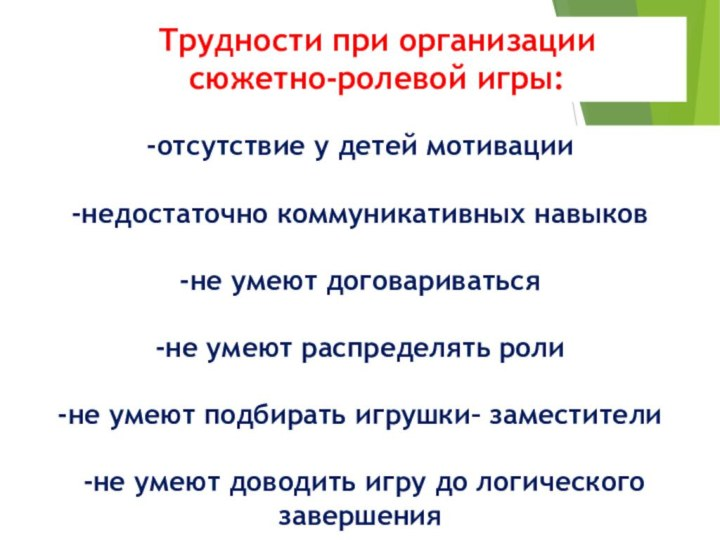 Трудности при организации
сюжетно-ролевой игры:
-отсутствие у детей мотивации
-недостаточно коммуникативных навыков
-не умеют договариваться
-не умеют распределять роли
-не умеют подбирать игрушки– заместители
-не умеют доводить игру до логического
завершения